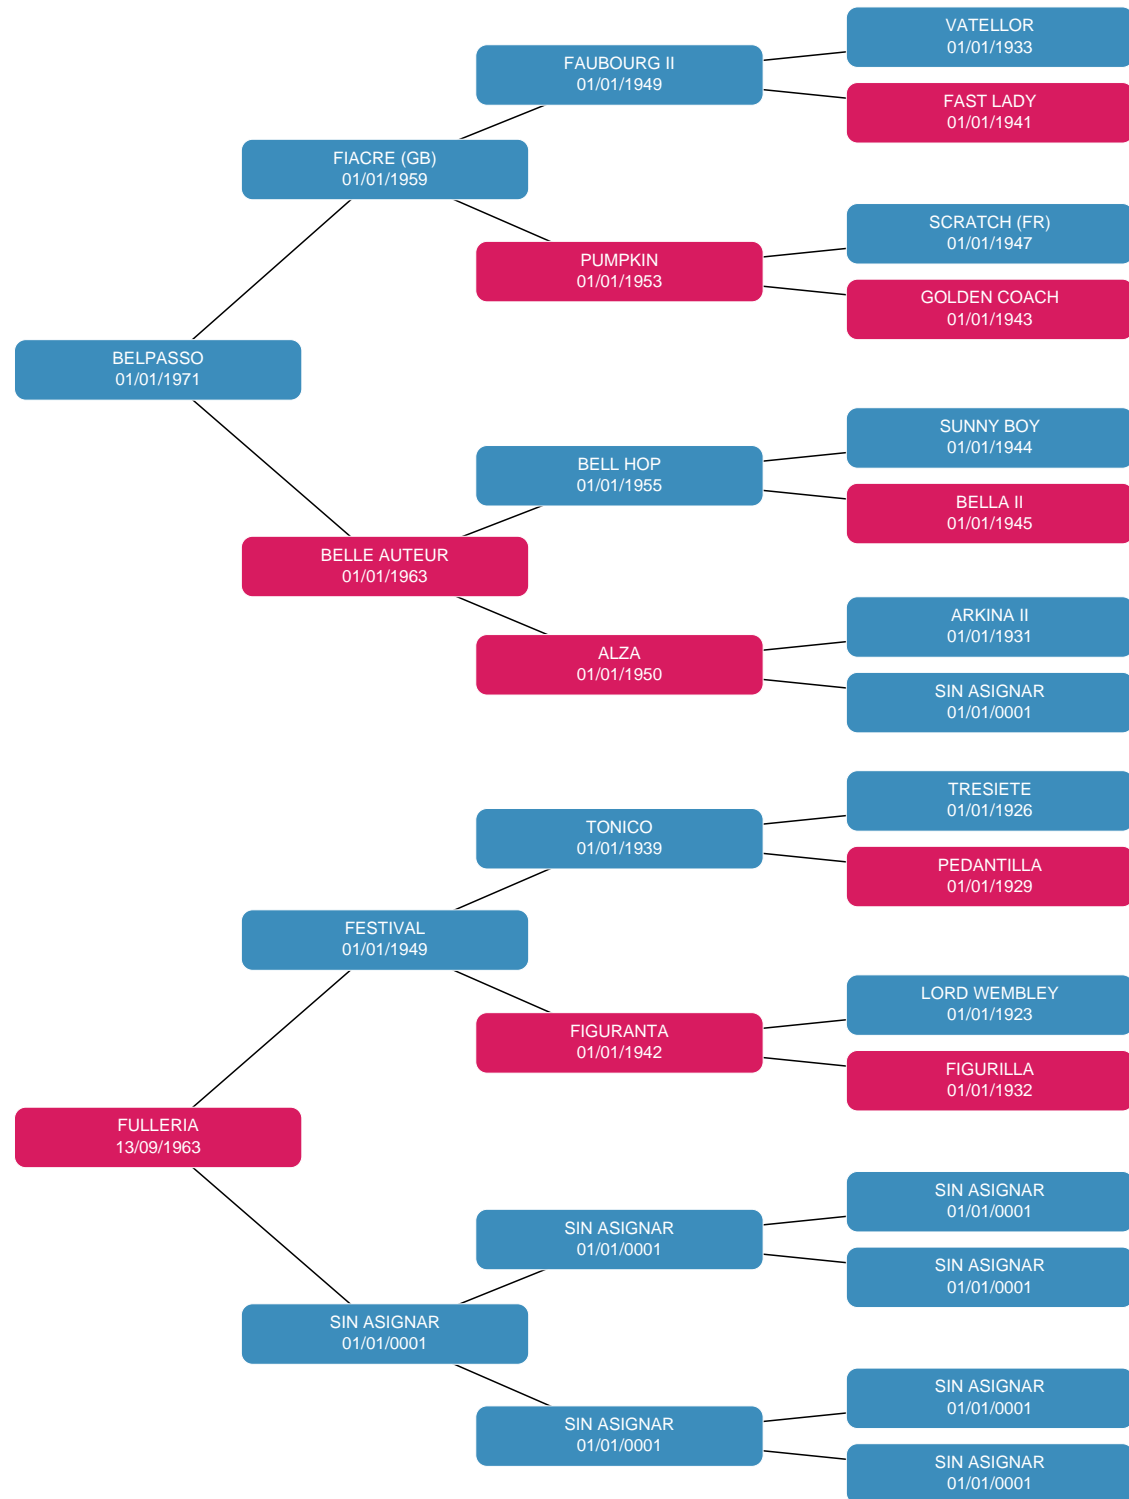 VATELLOR
01/01/1933
FAUBOURG II
01/01/1949
FAST LADY
01/01/1941
FIACRE (GB)
01/01/1959
SCRATCH (FR)
01/01/1947
PUMPKIN
01/01/1953
GOLDEN COACH
01/01/1943
BELPASSO
01/01/1971
SUNNY BOY
01/01/1944
BELL HOP
01/01/1955
BELLA II
01/01/1945
BELLE AUTEUR
01/01/1963
ARKINA II
01/01/1931
ALZA
01/01/1950
SIN ASIGNAR
01/01/0001
TRESIETE
01/01/1926
TONICO
01/01/1939
PEDANTILLA
01/01/1929
FESTIVAL
01/01/1949
LORD WEMBLEY
01/01/1923
FIGURANTA
01/01/1942
FIGURILLA
01/01/1932
FULLERIA
13/09/1963
SIN ASIGNAR
01/01/0001
SIN ASIGNAR
01/01/0001
SIN ASIGNAR
01/01/0001
SIN ASIGNAR
01/01/0001
SIN ASIGNAR
01/01/0001
SIN ASIGNAR
01/01/0001
SIN ASIGNAR
01/01/0001